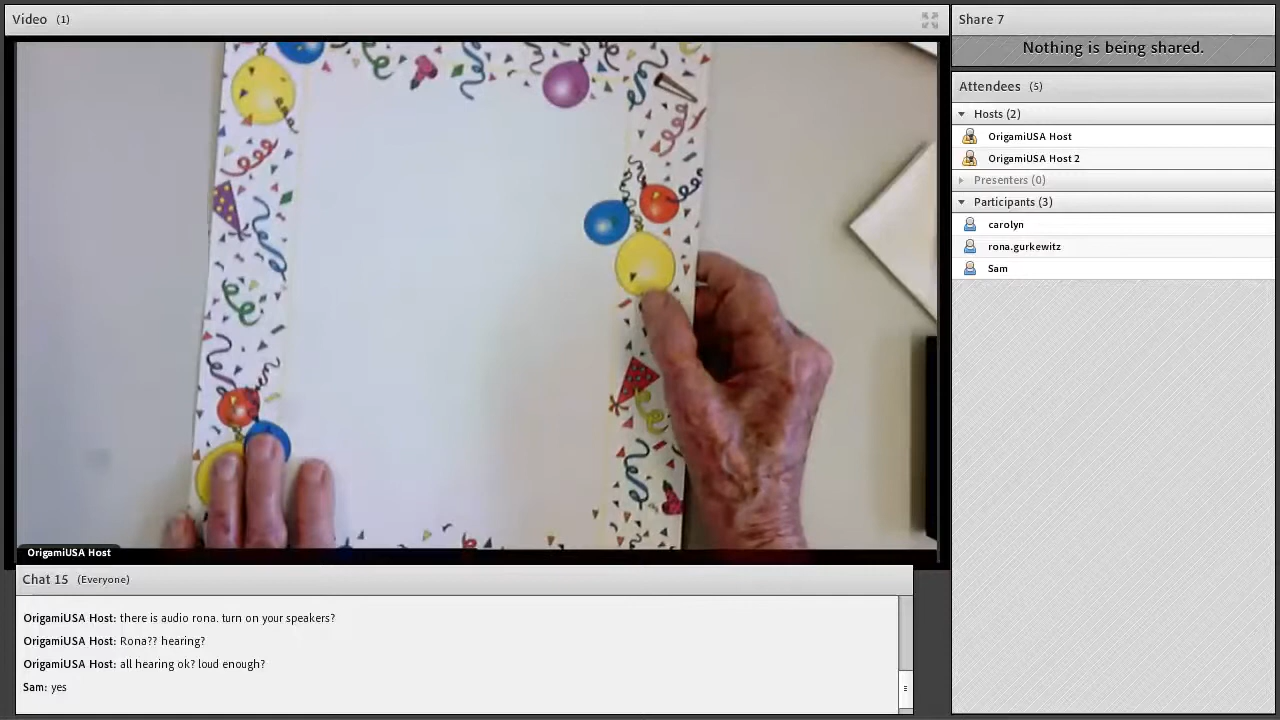 Video (1)
OrigamiUSA Host
Chat 15 (Everyone)
OrigamiUSA Host: there is audio rona. turn on your speakers?
OrigamiUSA Host: Rona?? hearing?
OrigamiUSA Host: all hearing ok? loud enough?
Sam: yes
Share 7
Nothing is being shared.
Attendees (5)
Hosts (2)
OrigamiUSA Host
OrigamiUSA Host 2
Presenters (0)
Participants (3)
carolyn
rona.gurkewitz
Sam